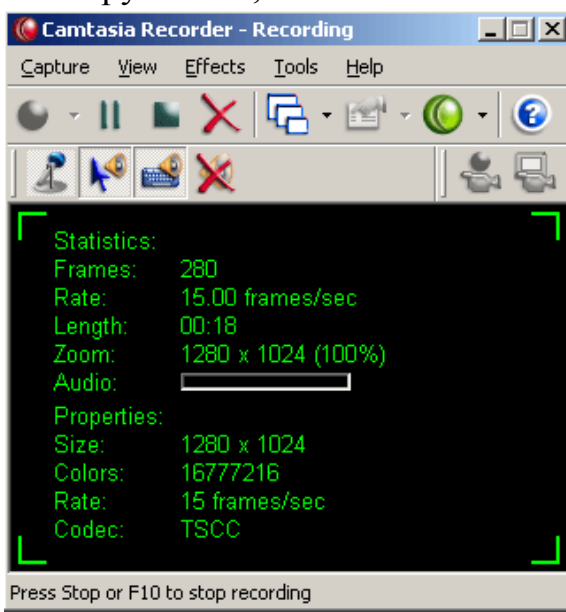 Camtasia Recorder - Recording
Capture View Effects Tools Help
Statistics:
Frames: 280
Rate: 15.00 frames/sec
Length: 00:18
Zoom: 1280 x 1024 (100%)
Audio:
Properties:
Size: 1280 x 1024
Colors: 16777216
Rate: 15 frames/sec
Codec: TSCC
Press Stop or F10 to stop recording